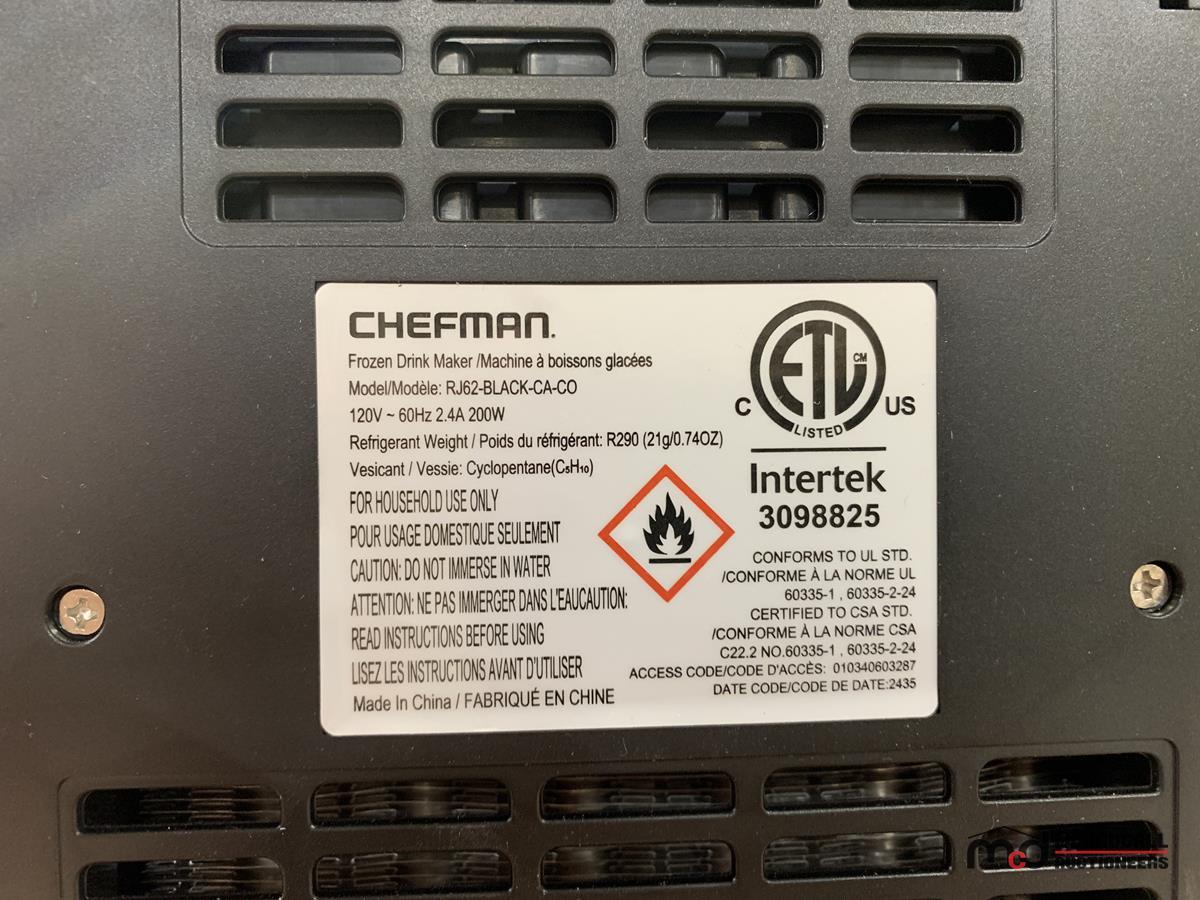 CHEFMAN.
Frozen Drink Maker /Machine à boissons glacées
Model/Modèle: RJ62-BLACK-CA-CO
120V ~ 60Hz 2.4A 200W
Refrigerant Weight / Poids du réfrigérant: R290 (21g/0.74OZ)
Vesicant / Vessie: Cyclopentane(C₅H₁₀)
FOR HOUSEHOLD USE ONLY
POUR USAGE DOMESTIQUE SEULEMENT
CAUTION: DO NOT IMMERSE IN WATER
ATTENTION: NE PAS IMMERGER DANS L'EAUCAUTION:
READ INSTRUCTIONS BEFORE USING
LISEZ LES INSTRUCTIONS AVANT D'UTILISER
Made In China / FABRIQUÉ EN CHINE
ETL CM
C LISTED US
Intertek
3098825
CONFORMS TO UL STD.
/CONFORME À LA NORME UL
60335-1 , 60335-2-24
CERTIFIED TO CSA STD.
/CONFORME À LA NORME CSA
C22.2 NO.60335-1 , 60335-2-24
ACCESS CODE/CODE D'ACCÈS: 010340603287
DATE CODE/CODE DE DATE:2435
mcd
AUCTIONEERS